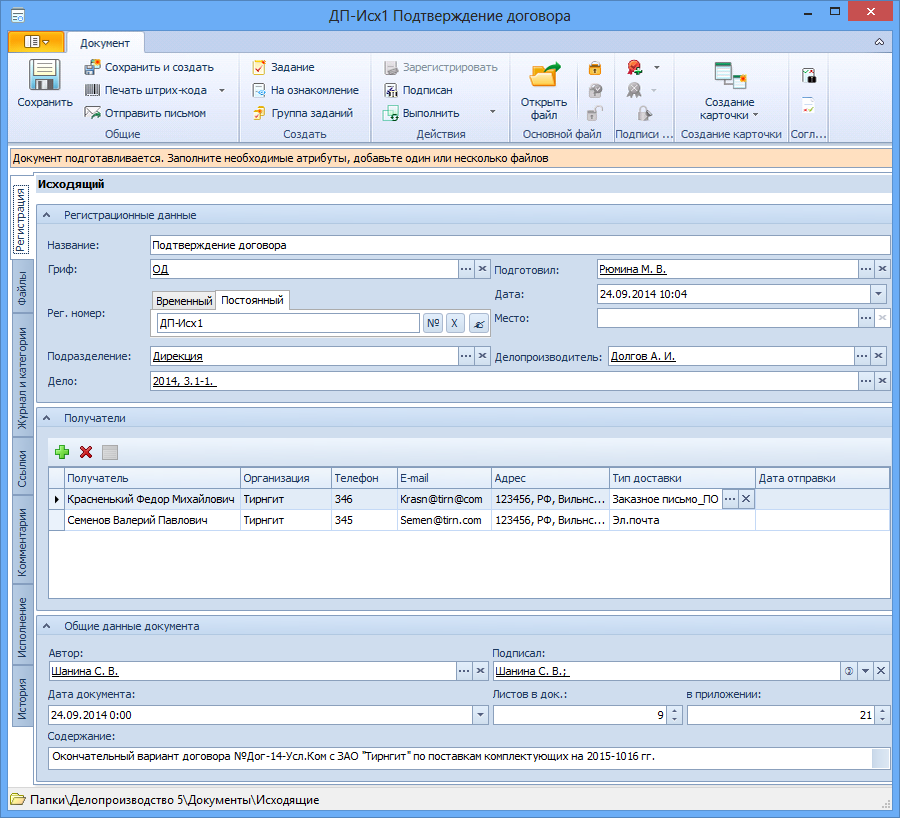 ДП-Исх1 Подтверждение договора
Документ
Сохранить
Сохранить и создать
Печать штрих-кода
Отправить письмом
Общие
Задание
На ознакомление
Группа заданий
Создать
Зарегистрировать
Подписан
Выполнить
Действия
Открыть файл
Основной файл
Подписи ...
Создание карточки
Создание карточки
Согл...
Документ подготавливается. Заполните необходимые атрибуты, добавьте один или несколько файлов
Регистрация
Файлы
Журнал и категории
Ссылки
Комментарии
Исполнение
История
Исходящий
Регистрационные данные
Название: Подтверждение договора
Гриф: ОД
Подготовил: Рюмина М. В.
Дата: 24.09.2014 10:04
Рег. номер: Временный Постоянный
ДП-Исх1 № X
Место:
Подразделение: Дирекция
Делопроизводитель: Долгов А. И.
Дело: 2014, 3.1-1.
Получатели
Получатель Организация Телефон E-mail Адрес Тип доставки Дата отправки
Красненький Федор Михайлович Тирнгит 346 Krasn@tirn@com 123456, РФ, Вильнс... Заказное письмо_ПО
Семенов Валерий Павлович Тирнгит 345 Semen@tirn.com 123456, РФ, Вильнс... Эл.почта
Общие данные документа
Автор: Подписал:
Шанина С. В. Шанина С. В.;
Дата документа: Листов в док.: в приложении:
24.09.2014 0:00 9 21
Содержание:
Окончательный вариант договора №Дог-14-Усл.Ком с ЗАО "Тирнгит" по поставкам комплектующих на 2015-1016 гг.
Папки\Делопроизводство 5\Документы\Исходящие